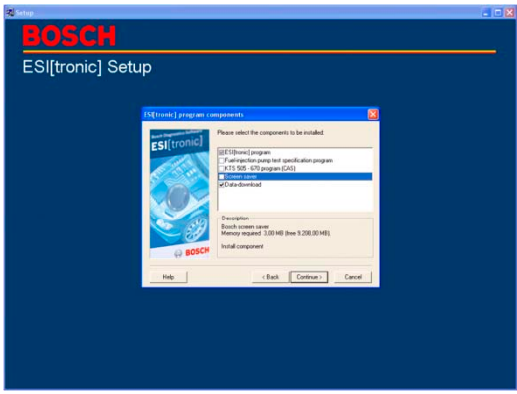 Setup
BOSCH
ESI[tronic] Setup
ESI[tronic] program components
Bosch Diagnostics Software
ESI[tronic]
BOSCH
Please select the components to be installed.
ESI[tronic] program
Fuel-injection pump test specification program
KTS 505 - 670 program (CAS)
Screen saver
Data-download
Description
Bosch screen saver
Memory required 3.00 MB (free 9.208,00 MB).
Install component
Help
< Back
Continue >
Cancel